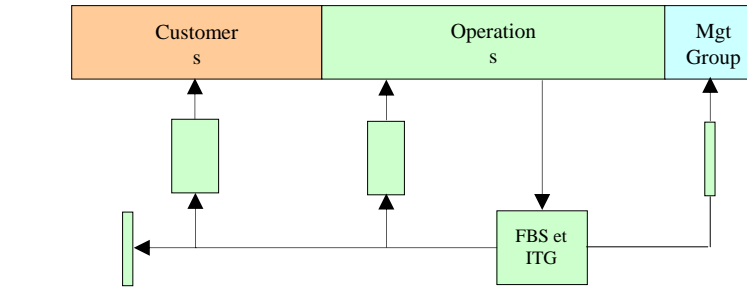 Customer
s
Operation
s
Mgt
Group
FBS et
ITG